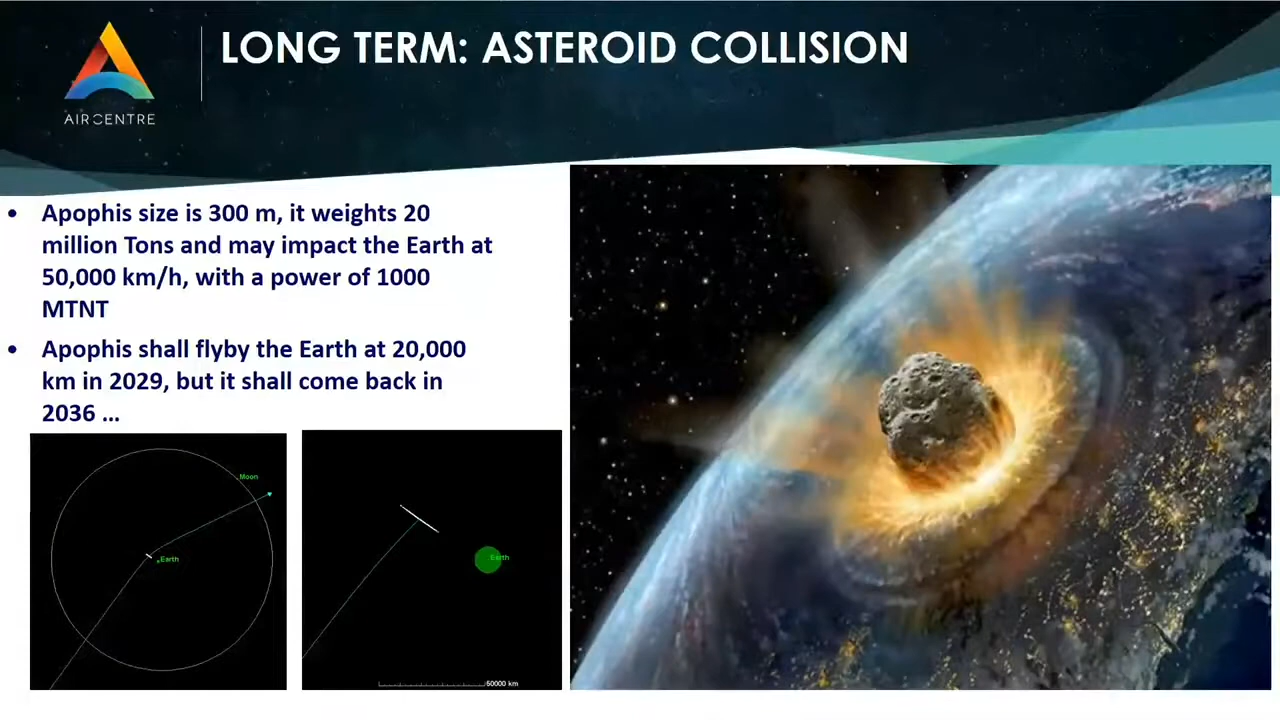 LONG TERM: ASTEROID COLLISION
AIRCENTRE
• Apophis size is 300 m, it weights 20
million Tons and may impact the Earth at
50,000 km/h, with a power of 1000
MTNT
• Apophis shall flyby the Earth at 20,000
km in 2029, but it shall come back in
2036 ...
Moon
Earth
Earth
50000 km